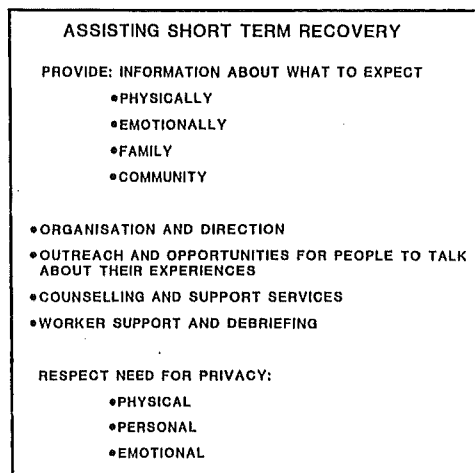 ASSISTING SHORT TERM RECOVERY
PROVIDE: INFORMATION ABOUT WHAT TO EXPECT
•PHYSICALLY
•EMOTIONALLY
•FAMILY
•COMMUNITY
•ORGANISATION AND DIRECTION
•OUTREACH AND OPPORTUNITIES FOR PEOPLE TO TALK
ABOUT THEIR EXPERIENCES
•COUNSELLING AND SUPPORT SERVICES
•WORKER SUPPORT AND DEBRIEFING
RESPECT NEED FOR PRIVACY:
•PHYSICAL
•PERSONAL
•EMOTIONAL